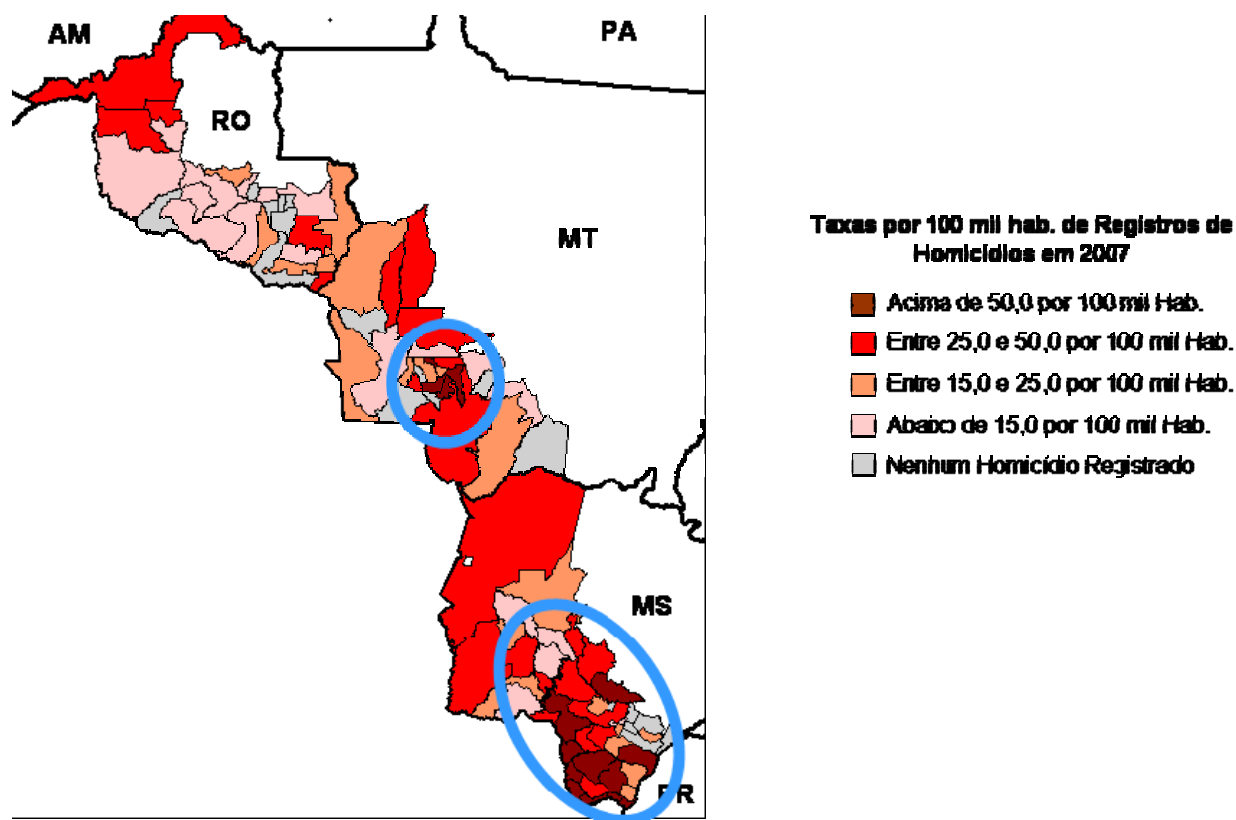 AM
PA
RO
MT
Taxas por 100 mil hab. de Registros de
Homicídios em 2007
Acima de 50,0 por 100 mil Hab.
Entre 25,0 e 50,0 por 100 mil Hab.
Entre 15,0 e 25,0 por 100 mil Hab.
Abaixo de 15,0 por 100 mil Hab.
Nenhum Homicídio Registrado
MS
PR